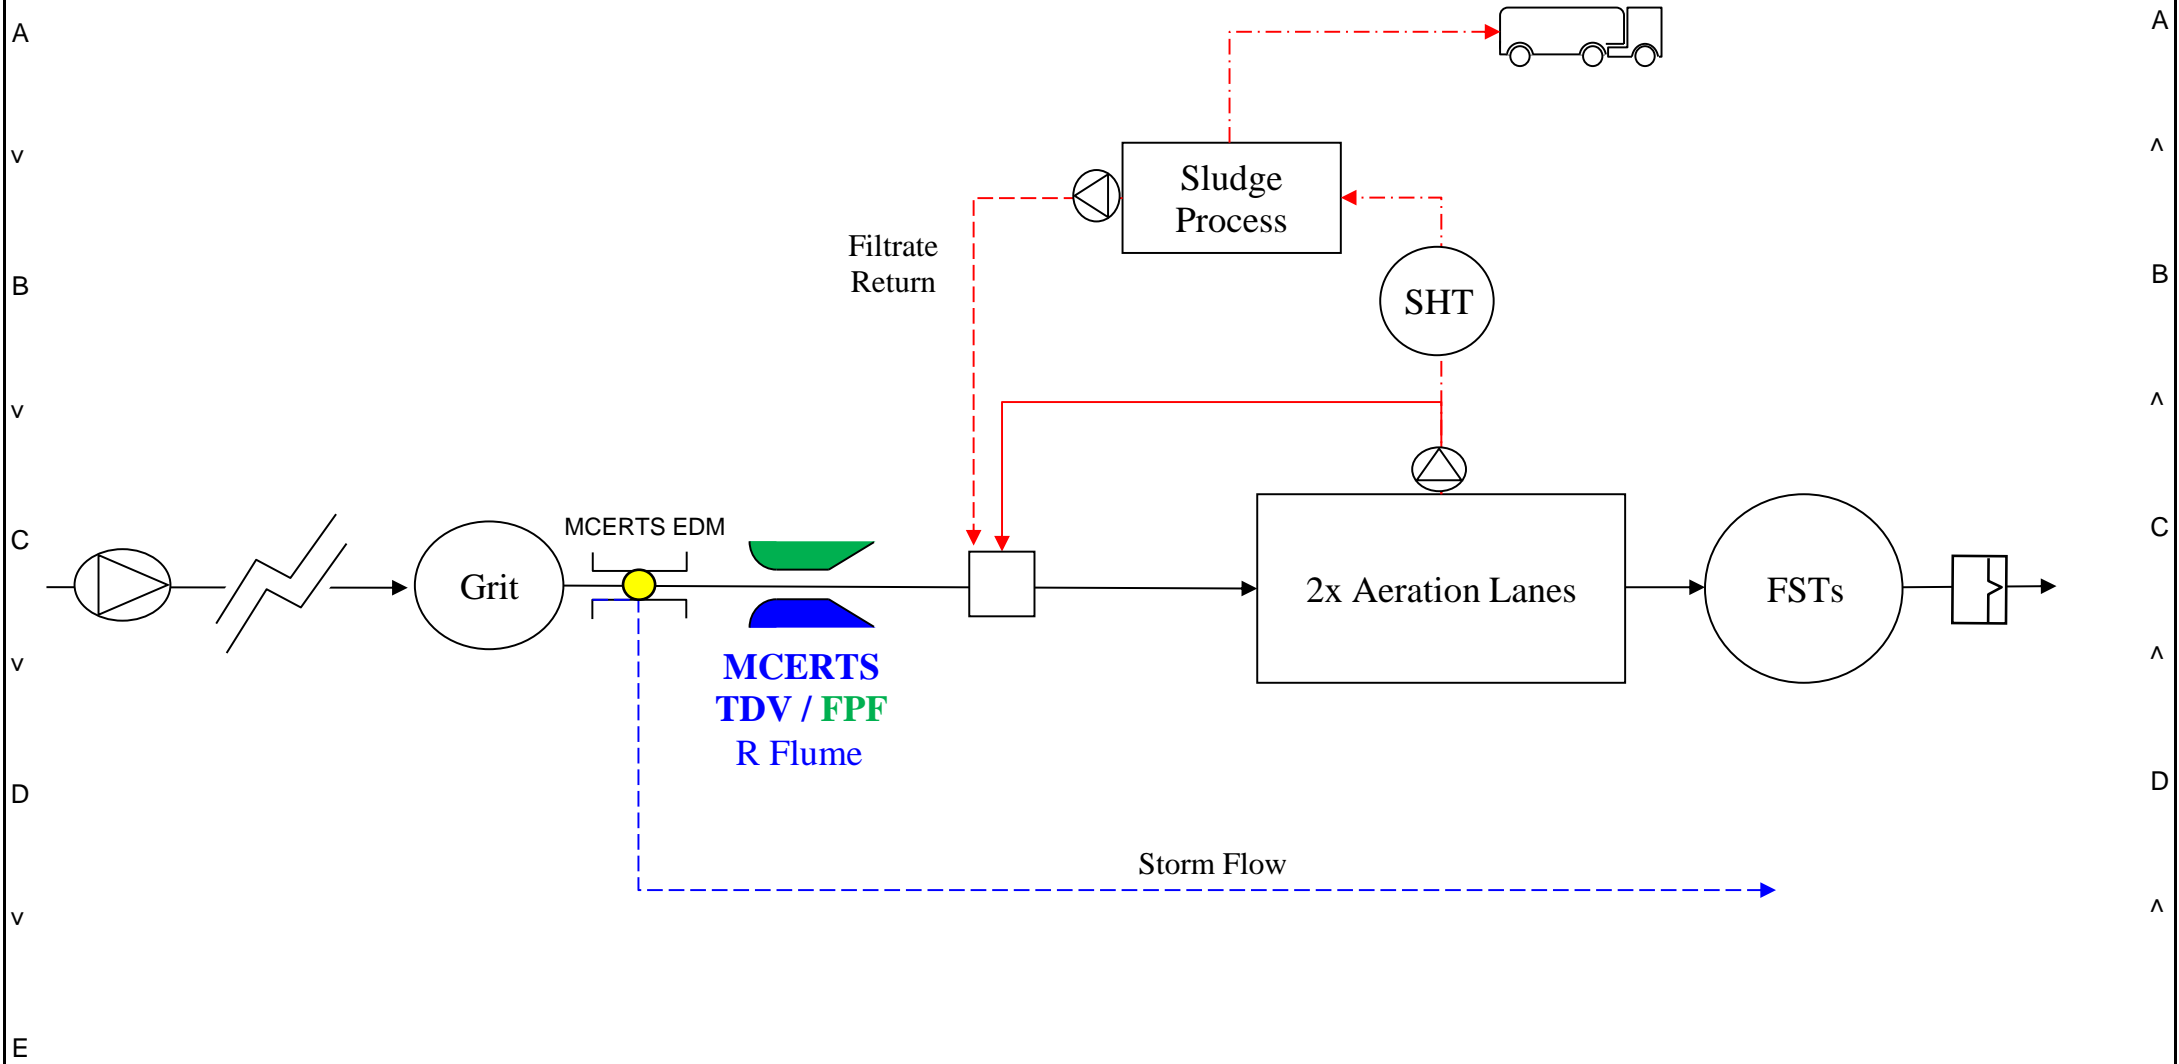 A
A
v
Sludge
Process
^
Filtrate
Return
B
SHT
B
v
^
MCERTS EDM
C
C
Grit
2x Aeration Lanes
FSTs
v
MCERTS
TDV / FPF
R Flume
^
D
D
Storm Flow
v
^
E